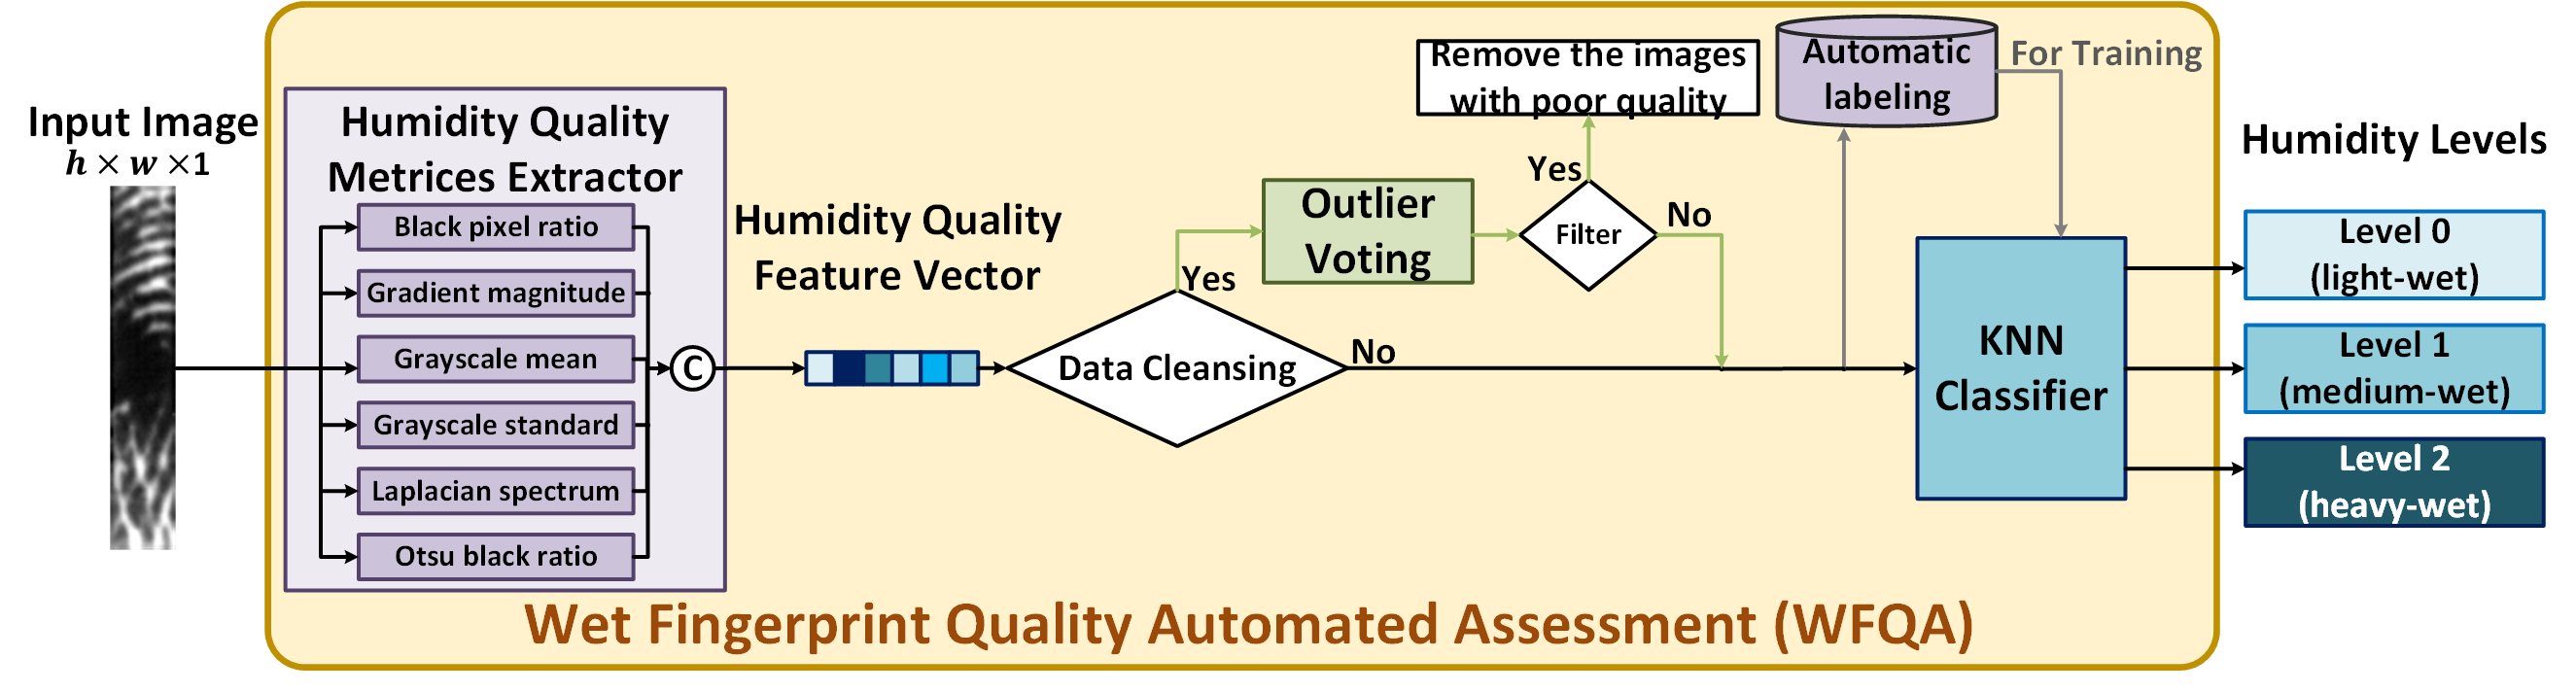 Input Image
h × w ×1
Humidity Quality
Metrices Extractor
Black pixel ratio
Gradient magnitude
Grayscale mean
Grayscale standard
Laplacian spectrum
Otsu black ratio
C
Humidity Quality
Feature Vector
Data Cleansing
Yes
No
Outlier
Voting
Filter
Yes
No
Remove the images
with poor quality
Automatic
labeling
For Training
KNN
Classifier
Humidity Levels
Level 0
(light-wet)
Level 1
(medium-wet)
Level 2
(heavy-wet)
Wet Fingerprint Quality Automated Assessment (WFQA)